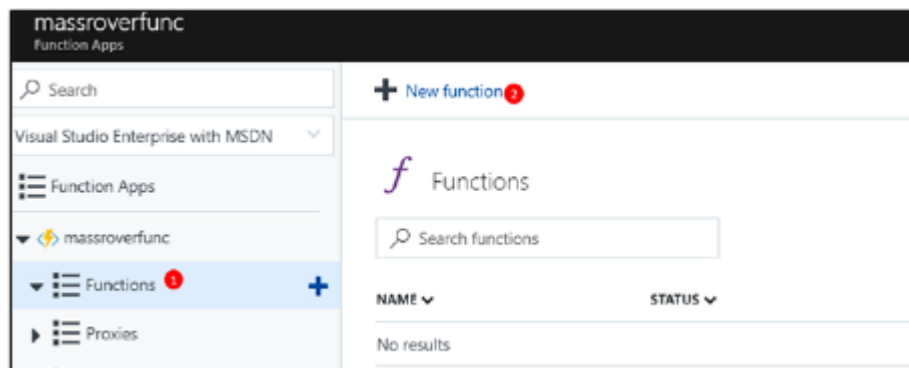 massroverfunc
Function Apps
Search
Visual Studio Enterprise with MSDN
Function Apps
massroverfunc
Functions 1
Proxies
New function 2
f Functions
Search functions
NAME STATUS
No results